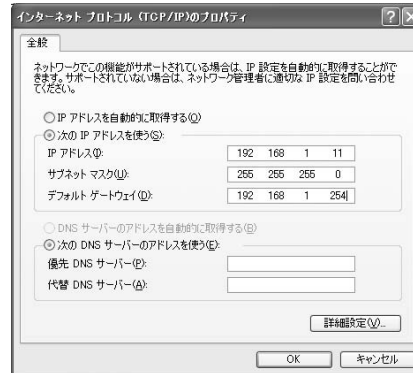 インターネット プロトコル (TCP/IP)のプロパティ
全般
ネットワークでこの機能がサポートされている場合は、IP 設定を自動的に取得することがで
きます。サポートされていない場合は、ネットワーク管理者に適切な IP 設定を問い合わせ
てください。
IP アドレスを自動的に取得する(O)
次の IP アドレスを使う(S):
IP アドレス(I): 192 168 1 11
サブネット マスク(U): 255 255 255 0
デフォルト ゲートウェイ(D): 192 168 1 254
DNS サーバーのアドレスを自動的に取得する(B)
次の DNS サーバーのアドレスを使う(E):
優先 DNS サーバー(P):
代替 DNS サーバー(A):
詳細設定(V)...
OK キャンセル